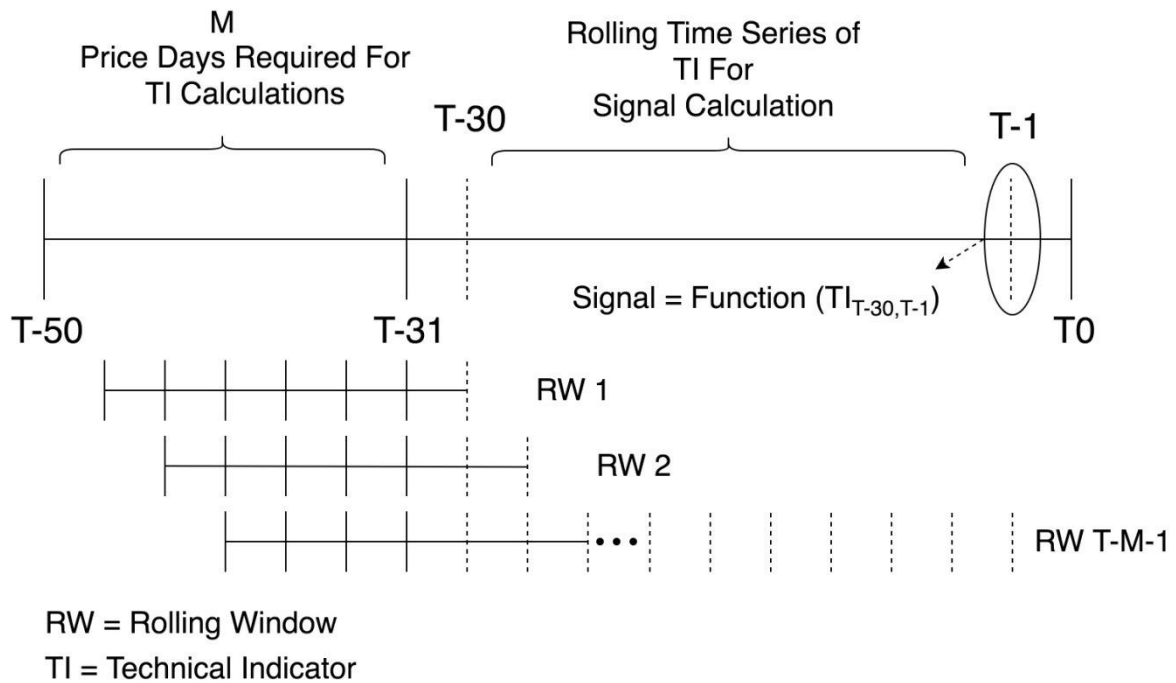 M
Price Days Required For
TI Calculations
Rolling Time Series of
TI For
Signal Calculation
T-30
T-1
Signal = Function (TI_{T-30,T-1})
T-50
T-31
T0
RW 1
RW 2
•••
RW T-M-1
RW = Rolling Window
TI = Technical Indicator